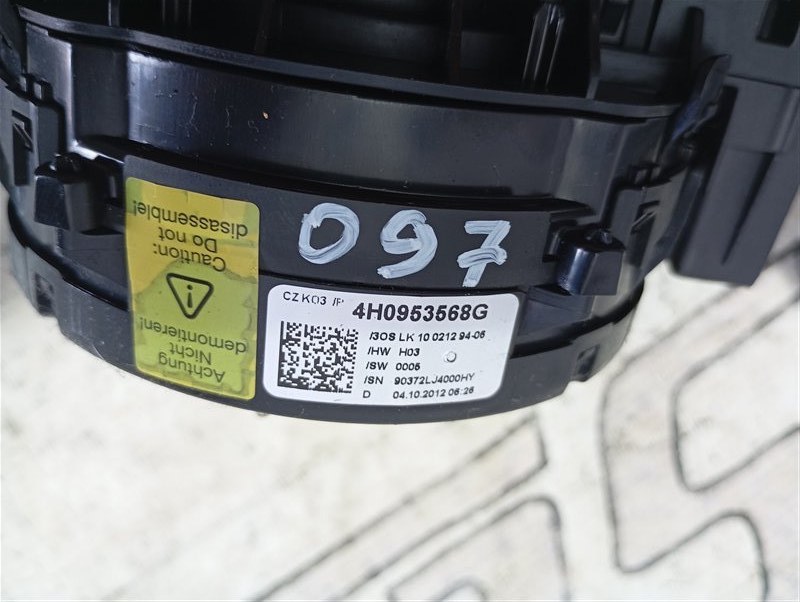 Achtung
Nicht
demontieren!
Caution:
Do not
disassemble!
097
CZ K03 /P 4H0953568G
/3OS LK 10 0212 94-05
/HW H03
/SW 0005
/SN 90372LJ4000HY
D 04.10.2012 06:26